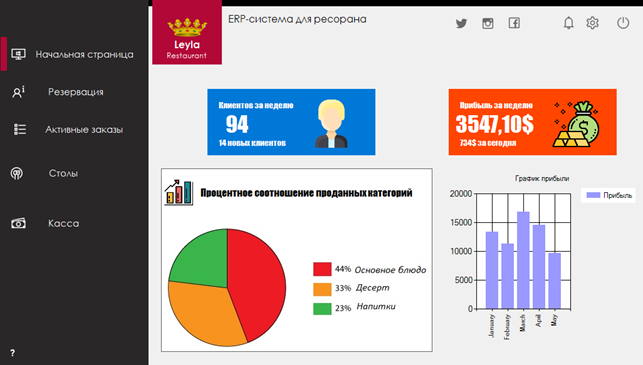 ERP-система для ресорана
Leyla
Restaurant
Начальная страница
Резервация
Активные заказы
Столы
Касса
?
Клиентов за неделю
94
14 новых клиентов
Прибыль за неделю
3547,10$
734$ за сегодня
Процентное соотношение проданных категорий
44% Основное блюдо
33% Десерт
23% Напитки
График прибыли
20000
15000
10000
5000
0
January
February
March
April
May
Прибыль